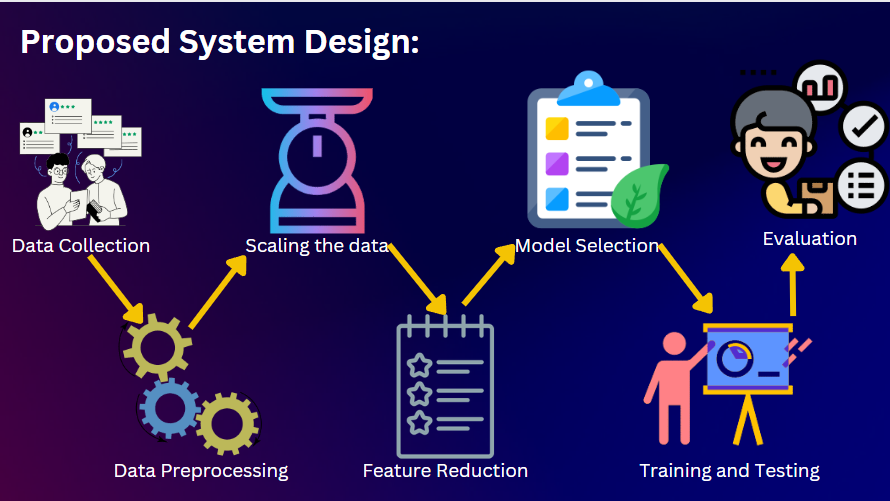 Proposed System Design:
Data Collection
Scaling the data
Model Selection
Evaluation
Data Preprocessing
Feature Reduction
Training and Testing